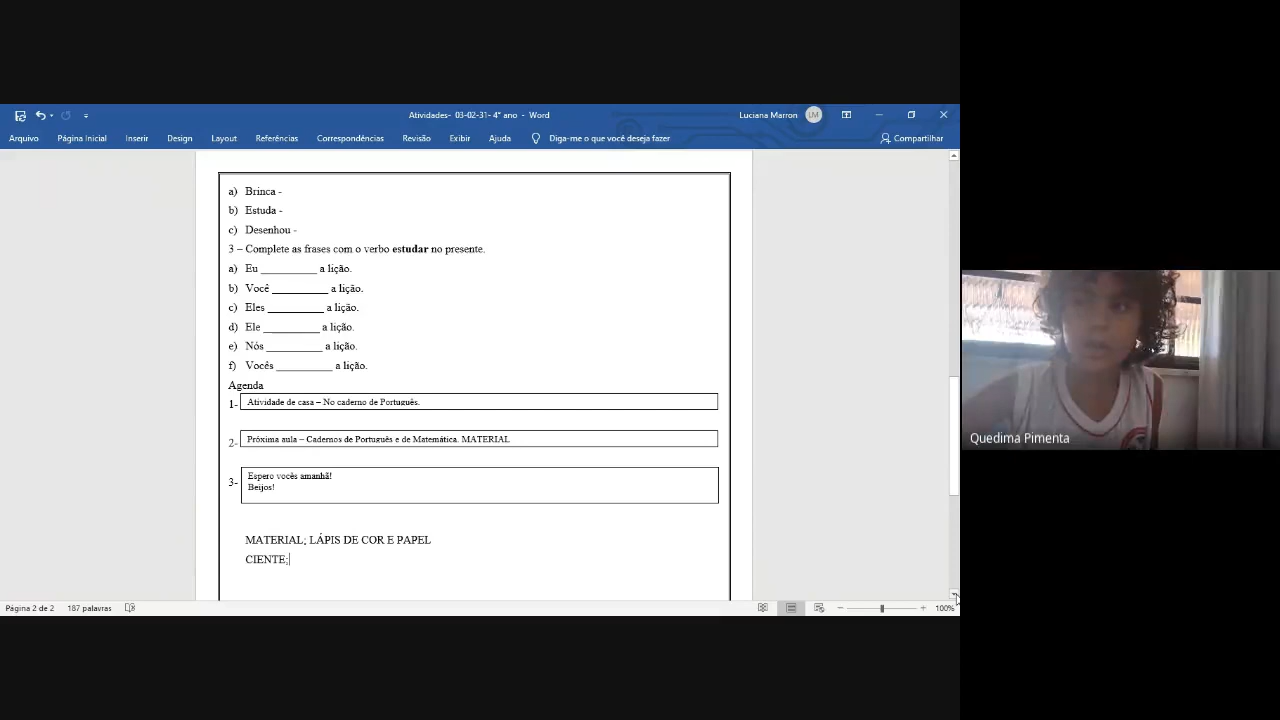 Atividades- 03-02-31- 4° ano - Word
Luciana Marron
LM
Arquivo Página Inicial Inserir Design Layout Referências Correspondências Revisão Exibir Ajuda Diga-me o que você deseja fazer Compartilhar
a) Brinca -
b) Estuda -
c) Desenhou -
3 – Complete as frases com o verbo estudar no presente.
a) Eu __________ a lição.
b) Você __________ a lição.
c) Eles __________ a lição.
d) Ele __________ a lição.
e) Nós __________ a lição.
f) Vocês __________ a lição.
Agenda
1- Atividade de casa – No caderno de Português.
2- Próxima aula – Cadernos de Português e de Matemática. MATERIAL
3- Espero vocês amanhã!
Beijos!
MATERIAL; LÁPIS DE COR E PAPEL
CIENTE;
Página 2 de 2 187 palavras
100%
Quedima Pimenta